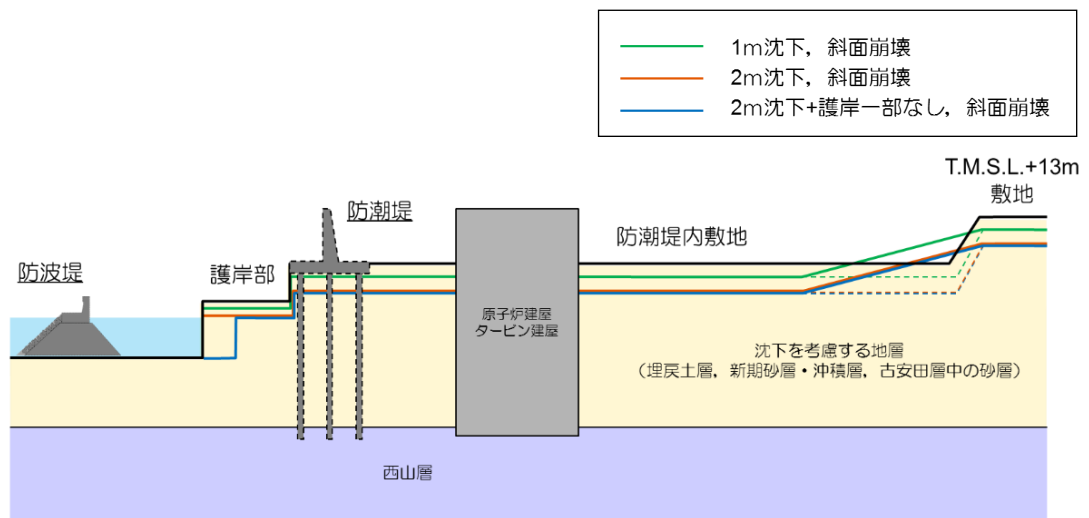 1m沈下，斜面崩壊
2m沈下，斜面崩壊
2m沈下+護岸一部なし，斜面崩壊
T.M.S.L.+13m
敷地
防潮堤
防潮堤内敷地
護岸部
防波堤
原子炉建屋
タービン建屋
沈下を考慮する地層
（埋戻土層，新期砂層・沖積層，古安田層中の砂層）
西山層